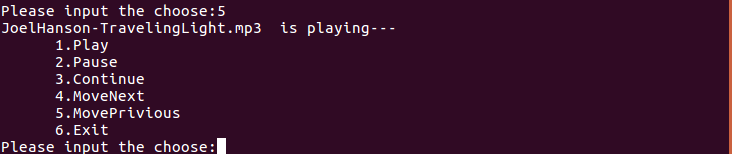 Please input the choose:5
JoelHanson-TravelingLight.mp3  is playing---
1.Play
2.Pause
3.Continue
4.MoveNext
5.MovePrivious
6.Exit
Please input the choose: